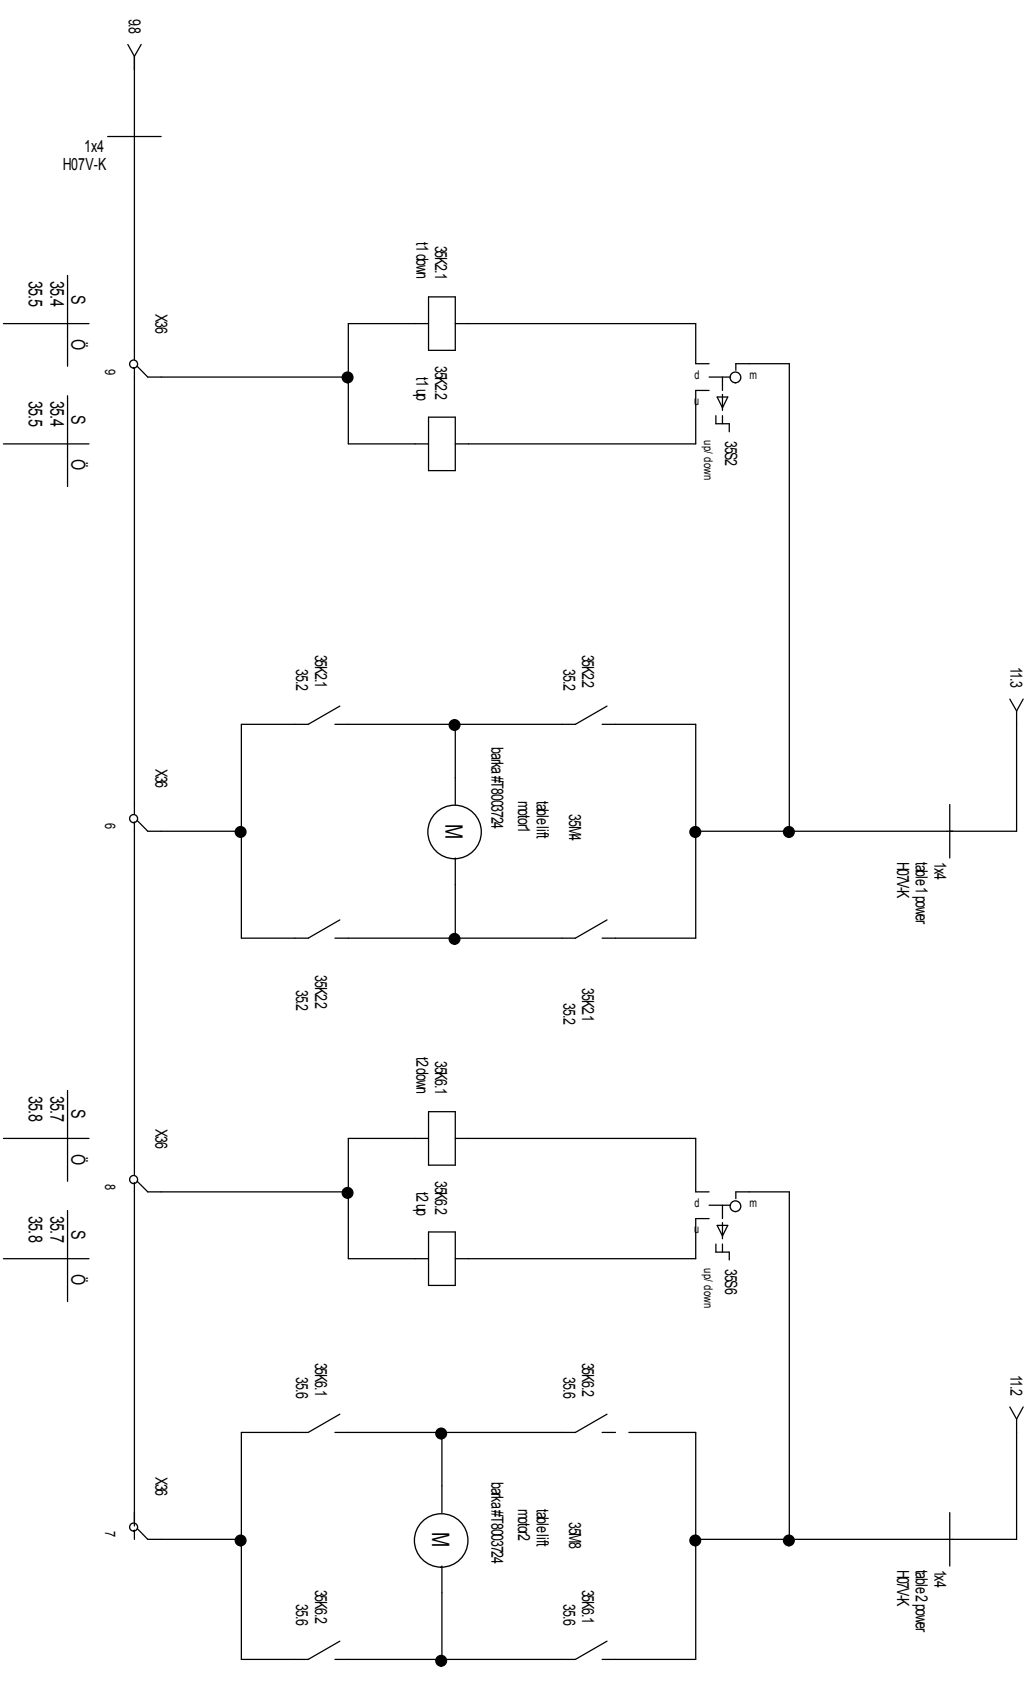 9.8
1x4
H07V-K
35K2.1
t1 down
35K2.2
t1 up
m
d
u
35S2
up/ down
S
35.4
35.5
Ö
X36
9
S
35.4
35.5
Ö
11.3
1x4
table 1 power
H07V-K
35K2.2
35.2
35K2.1
35.2
35M4
table lift
motor1
barka #T8003724
X36
6
35K2.1
35.2
35K2.2
35.2
35K6.1
t2 down
35K6.2
t2 up
m
d
u
35S6
up/ down
S
35.7
35.8
Ö
X36
8
S
35.7
35.8
Ö
11.2
1x4
table 2 power
H07V-K
35K6.2
35.6
35K6.1
35.6
35M8
table lift
motor2
barka #T8003724
X36
7
35K6.1
35.6
35K6.2
35.6